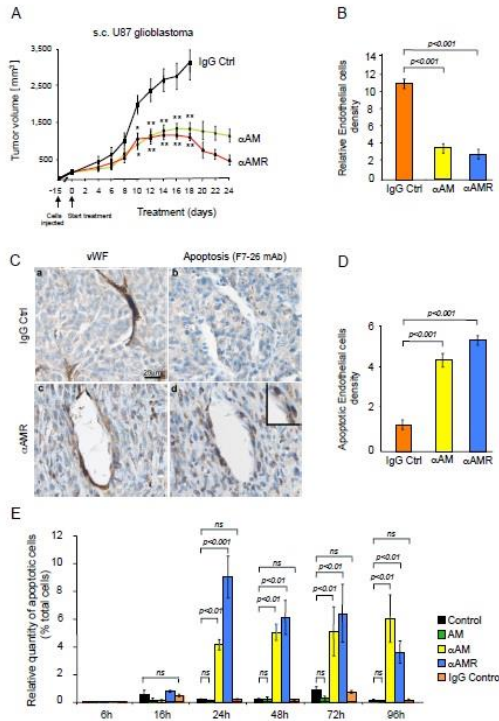 A
s.c. U87 glioblastoma
Tumor volume [mm³]
3,500
2,500
1,500
500
IgG Ctrl
αAM
αAMR
* ** ** ** **
* ** ** ** **
-15 0 2 4 6 8 10 12 14 16 18 20 22 24
Cells injected
Start treatment
Treatment (days)
B
Relative Endothelial cells density
14
12
10
8
6
4
2
0
p<0.001
p<0.001
IgG Ctrl αAM αAMR
C
vWF Apoptosis (F7-26 mAb)
IgG Ctrl
a
b
αAMR
c
d
D
Apoptotic Endothelial cells density
6
4
2
0
p<0.001
p<0.001
IgG Ctrl αAM αAMR
E
Relative quantity of apoptotic cells (% total cells)
12
10
8
6
4
2
0
ns
ns
p<0.001
p<0.01
ns
ns
p<0.01
p<0.01
ns
ns
p<0.01
p<0.01
ns
ns
p<0.01
p<0.01
ns
6h 16h 24h 48h 72h 96h
Control
AM
αAM
αAMR
IgG Control